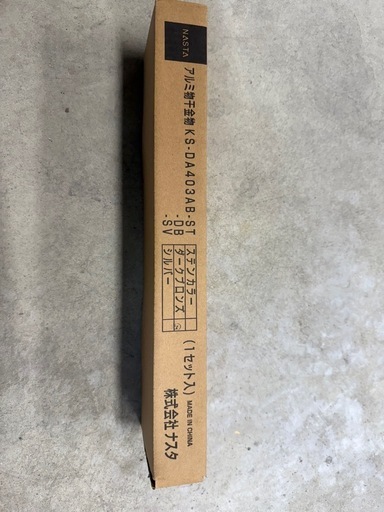 NASTA
アルミ物干金物 KS-DA403AB-ST
-DB
-SV
ステンカラー
ダークブロンズ
シルバー
(1セット入)
MADE IN CHINA
株式会社 ナスタ